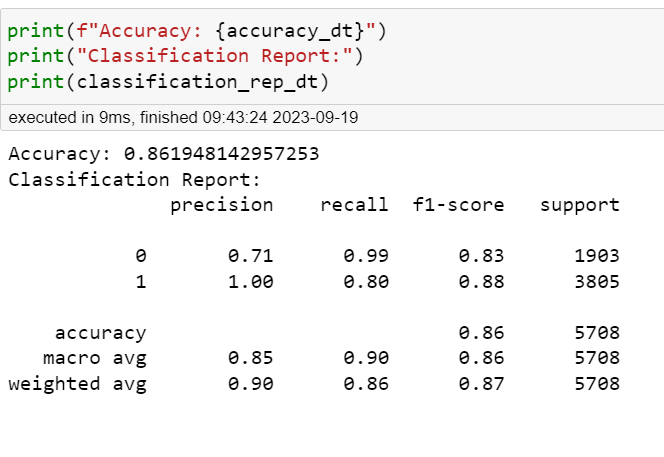 print(f"Accuracy: {accuracy_dt}")
print("Classification Report:")
print(classification_rep_dt)
executed in 9ms, finished 09:43:24 2023-09-19
Accuracy: 0.861948142957253
Classification Report:
              precision    recall  f1-score   support

           0       0.71      0.99      0.83      1903
           1       1.00      0.80      0.88      3805

    accuracy                           0.86      5708
   macro avg       0.85      0.90      0.86      5708
weighted avg       0.90      0.86      0.87      5708